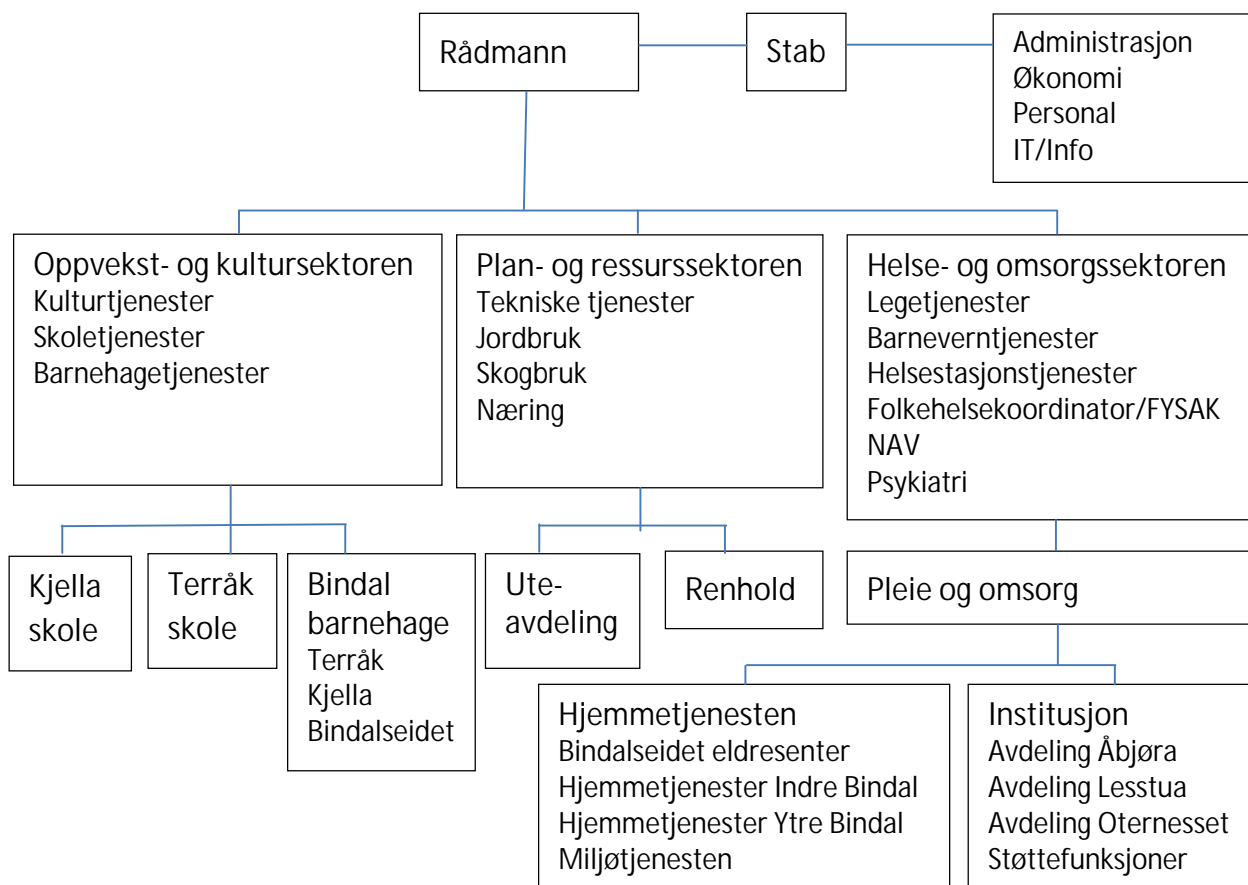 Rådmann
Stab
Administrasjon
Økonomi
Personal
IT/Info
Oppvekst- og kultursektoren
Kulturtjenester
Skoletjenester
Barnehagetjenester
Plan- og ressurssektoren
Tekniske tjenester
Jordbruk
Skogbruk
Næring
Helse- og omsorgssektoren
Legetjenester
Barneverntjenester
Helsestasjonstjenester
Folkehelsekoordinator/FYSAK
NAV
Psykiatri
Kjella
skole
Terråk
skole
Bindal
barnehage
Terråk
Kjella
Bindalseidet
Ute-
avdeling
Renhold
Pleie og omsorg
Hjemmetjenesten
Bindalseidet eldresenter
Hjemmetjenester Indre Bindal
Hjemmetjenester Ytre Bindal
Miljøtjenesten
Institusjon
Avdeling Åbjøra
Avdeling Lesstua
Avdeling Oternesset
Støttefunksjoner